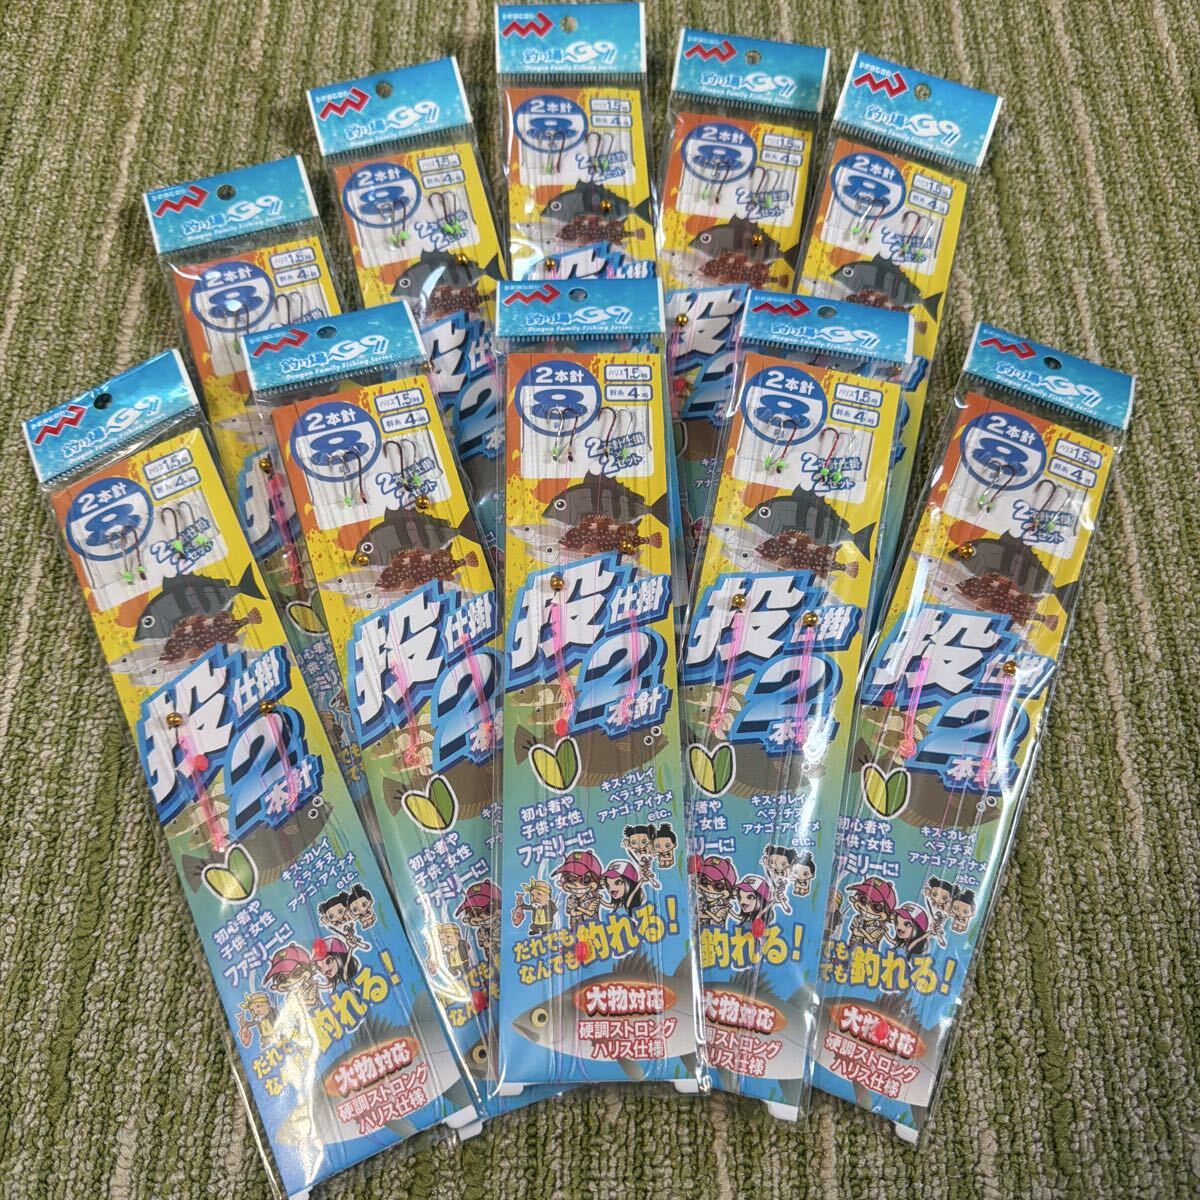 DRAGON
釣り場へGO!!
Dragon Family Fishing Series
2本針
8号
ハリス1.5号
幹糸4号
2本針仕掛
2セット
投仕掛
2本針
キス・カレイ
ベラ・チヌ
アナゴ・アイナメ
etc.
初心者や
子供・女性
ファミリーに!
だれでも
なんでも釣れる!
大物対応
硬調ストロング
ハリス仕様